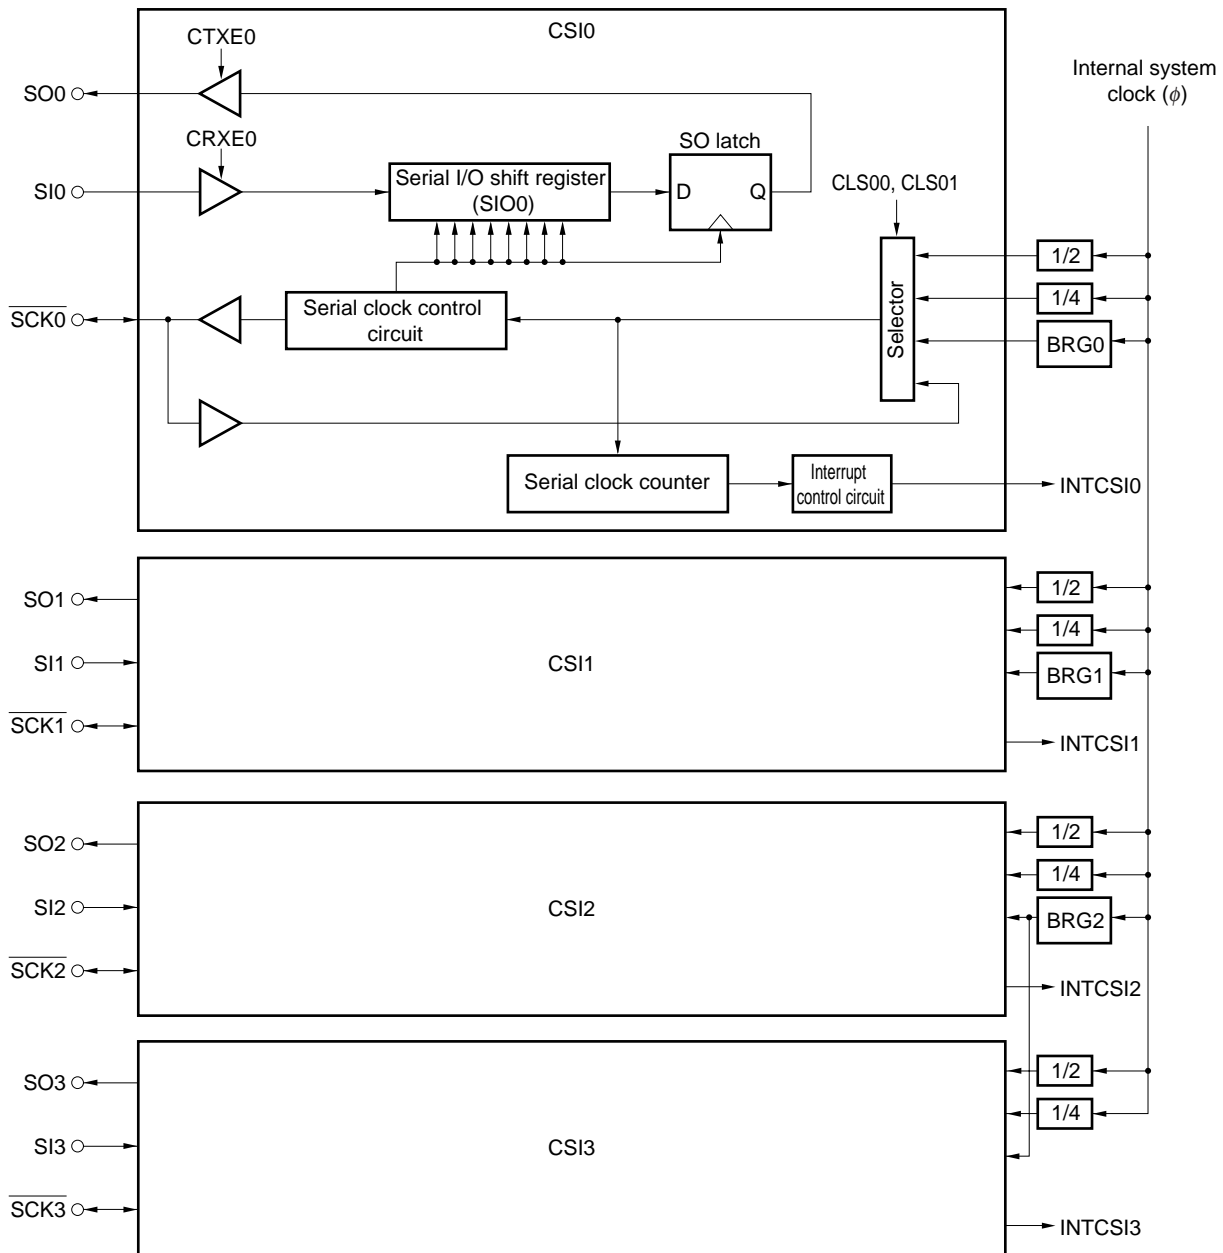 CSI0
CTXE0
Internal system
clock (ϕ)
SO0
CRXE0
SO latch
SI0
Serial I/O shift register
(SIO0)
D
Q
CLS00, CLS01
1/2
1/4
SCK0
Serial clock control
circuit
Selector
BRG0
Serial clock counter
Interrupt
control circuit
INTCSI0
1/2
SO1
1/4
SI1
CSI1
BRG1
SCK1
INTCSI1
1/2
SO2
1/4
SI2
CSI2
BRG2
SCK2
INTCSI2
1/2
SO3
1/4
SI3
CSI3
SCK3
INTCSI3